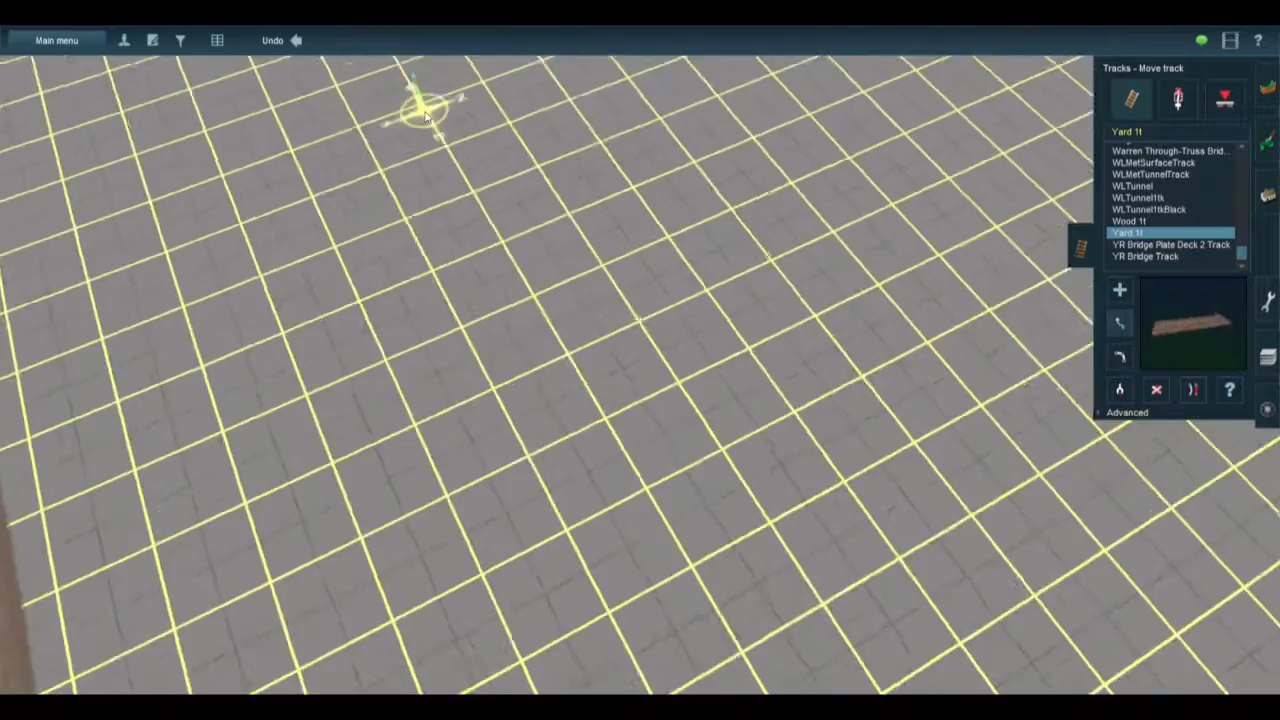 Main menu
Undo
?
Tracks - Move track
Yard 1t
Warren Through-Truss Brid...
WLMetSurfaceTrack
WLMetTunnelTrack
WLTunnel
WLTunnel1tk
WLTunnel1tkBlack
Wood 1t
Yard 1t
YR Bridge Plate Deck 2 Track
YR Bridge Track
?
Advanced